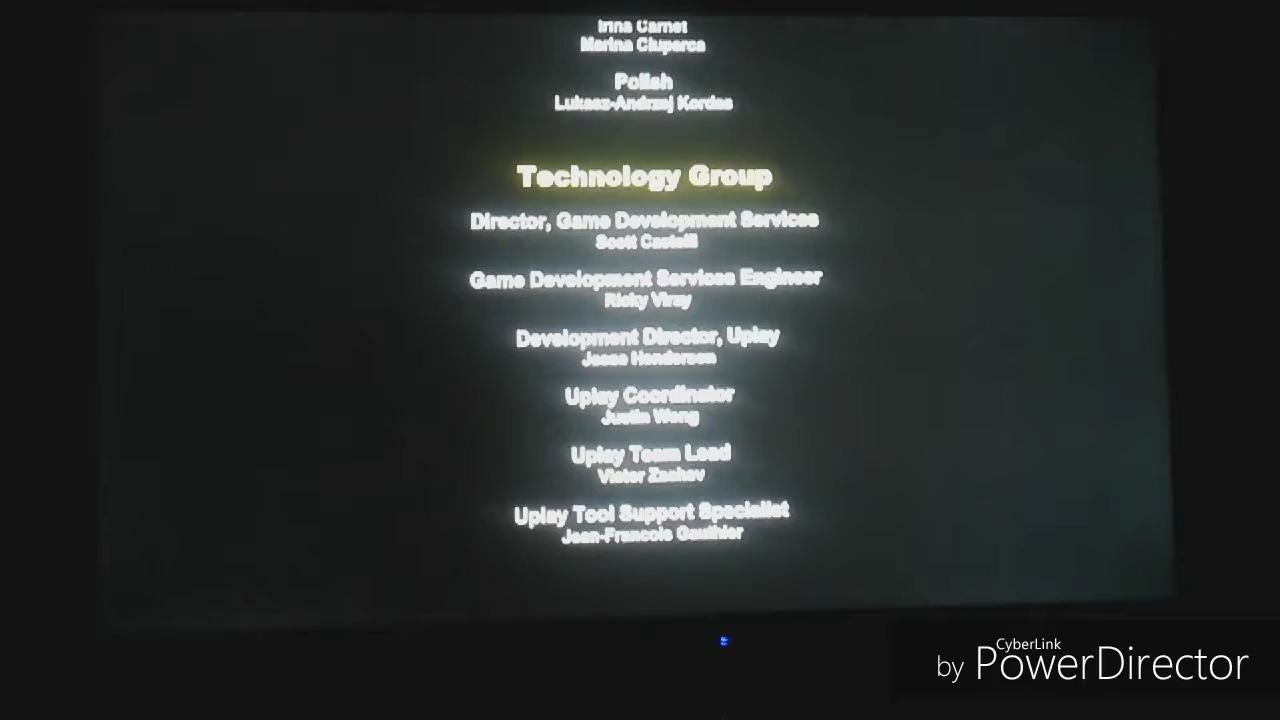 Irina Carnet
Marina Ciuperca
Polish
Lukasz-Andrzej Kordas
Technology Group
Director, Game Development Services
Scott Castelli
Game Development Services Engineer
Ricky Viray
Development Director, Uplay
Jesse Henderson
Uplay Coordinator
Justin Wong
Uplay Team Lead
Victor Zachev
Uplay Tool Support Specialist
Jean-Francois Gauthier
CyberLink
by PowerDirector